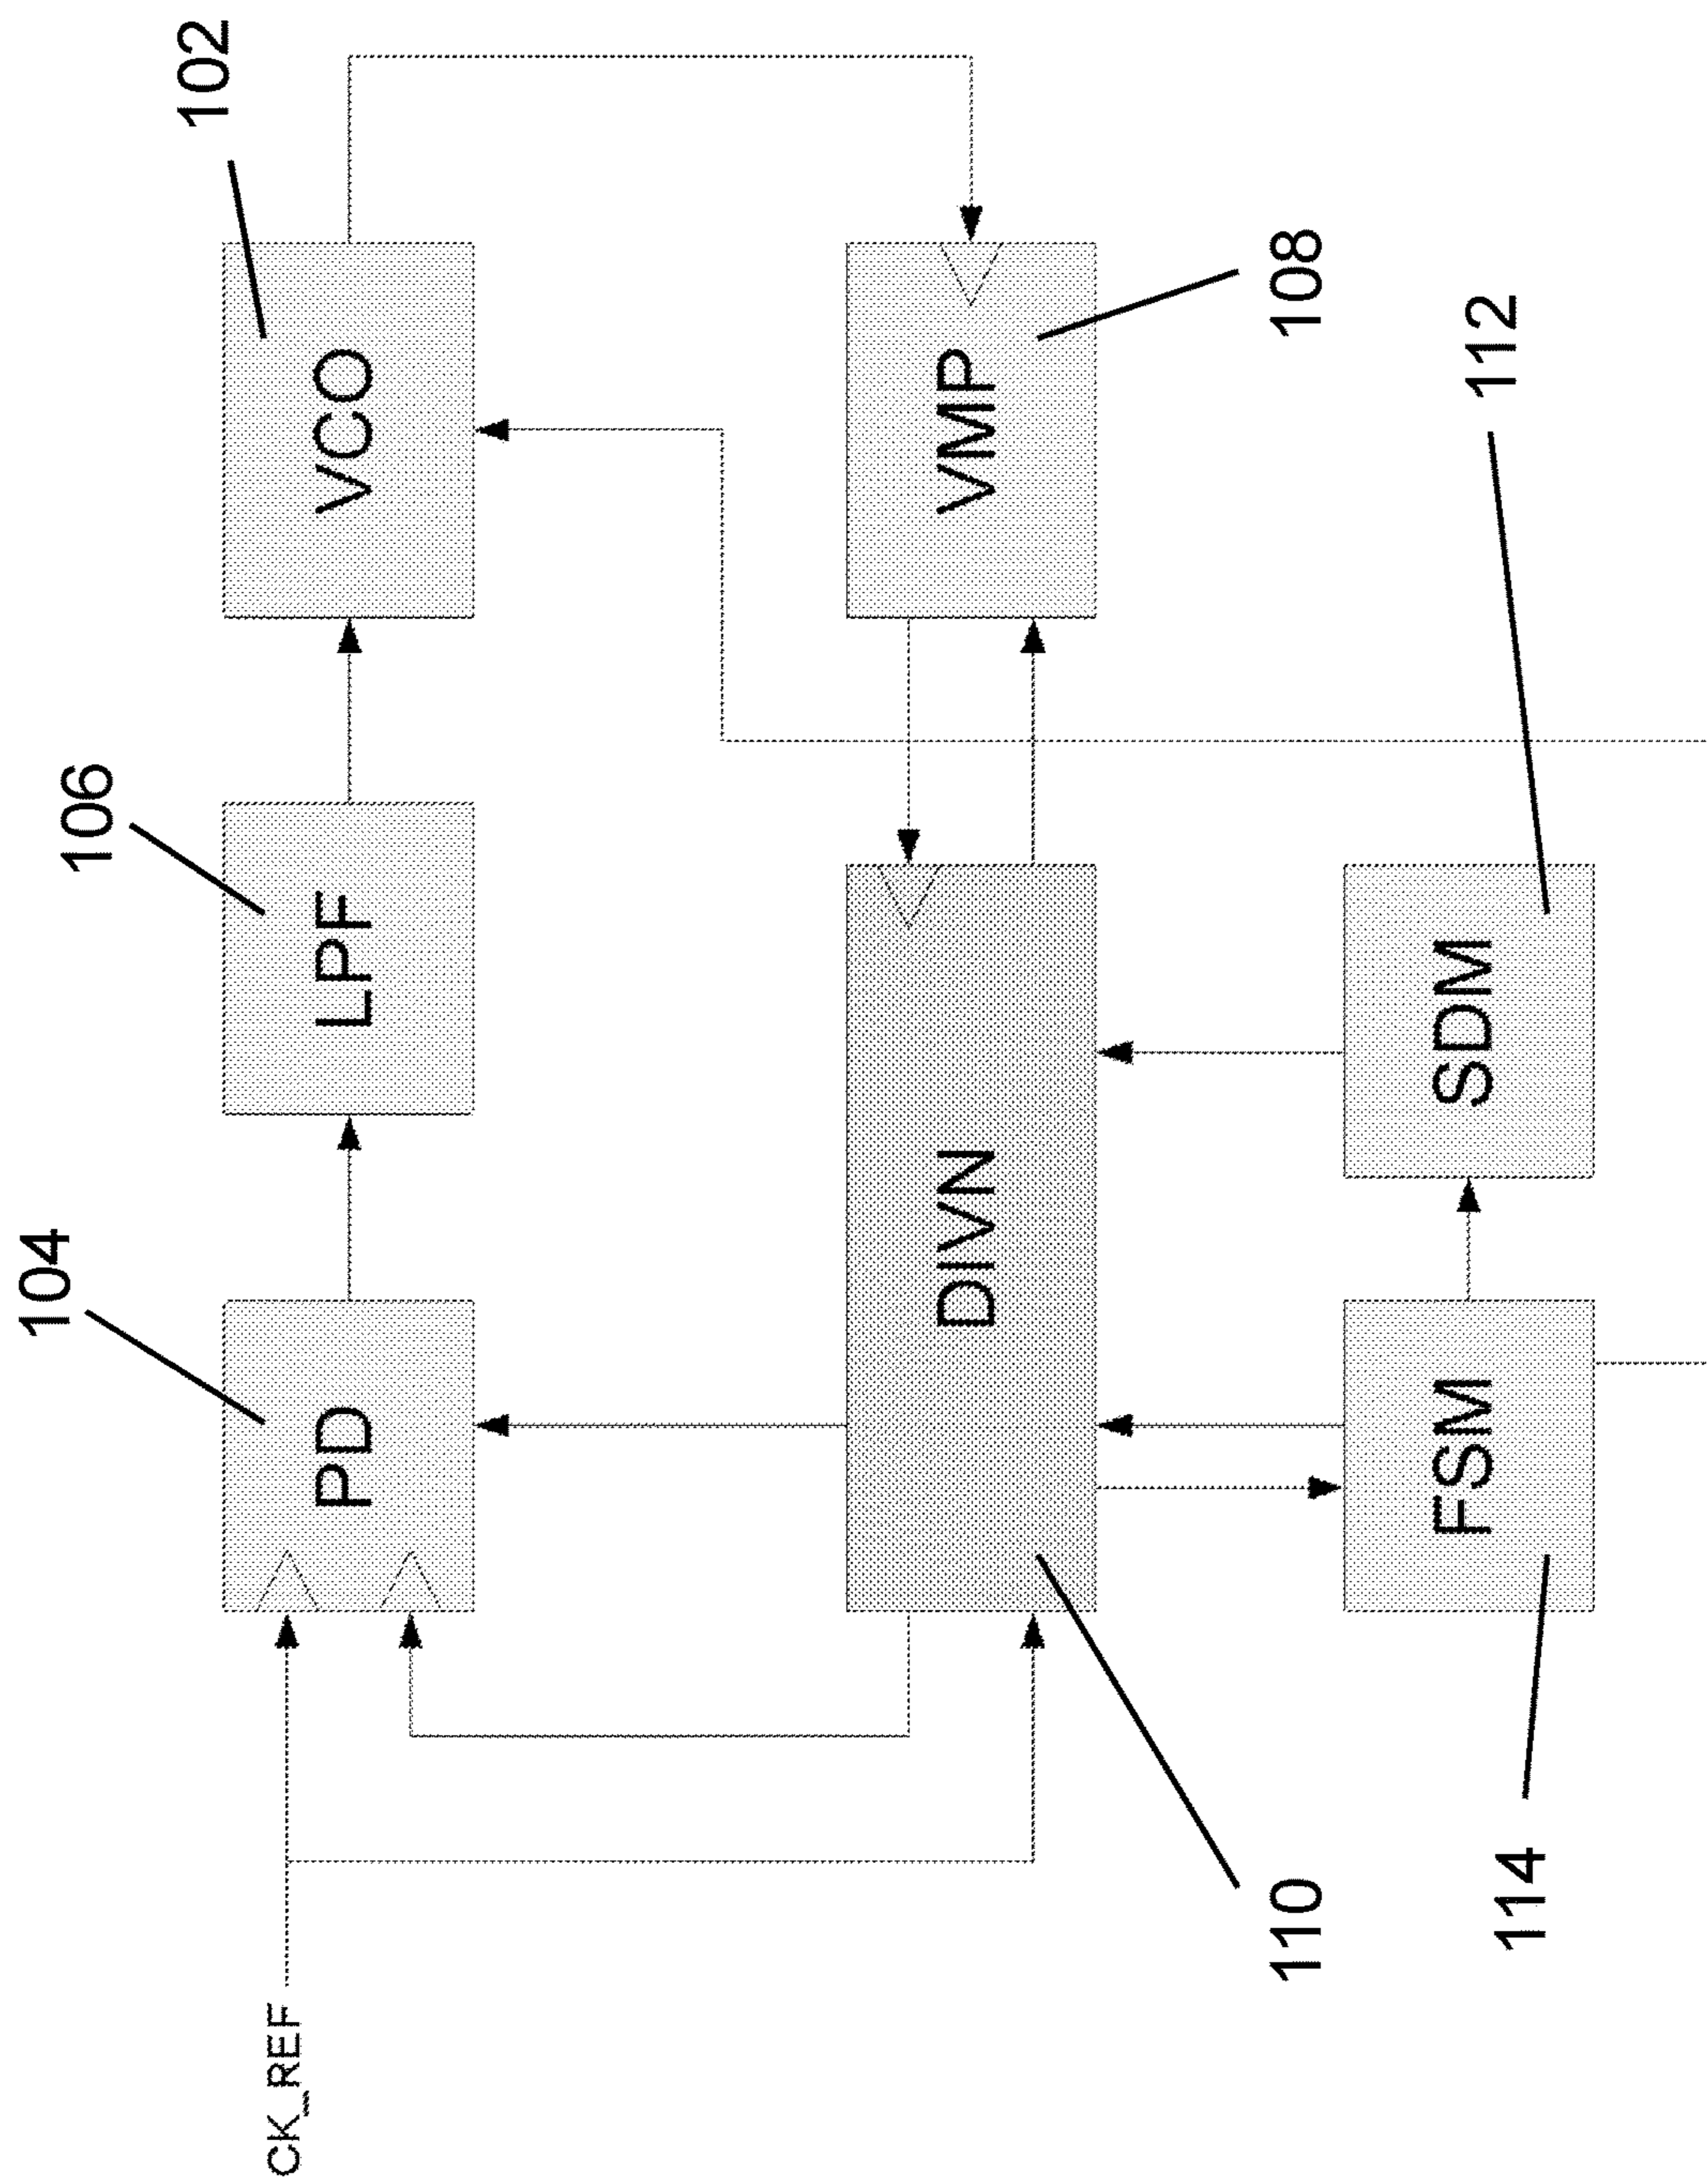 104
106
102
CK_REF
PD
LPF
VCO
DIVN
VMP
110
108
FSM
SDM
114
112